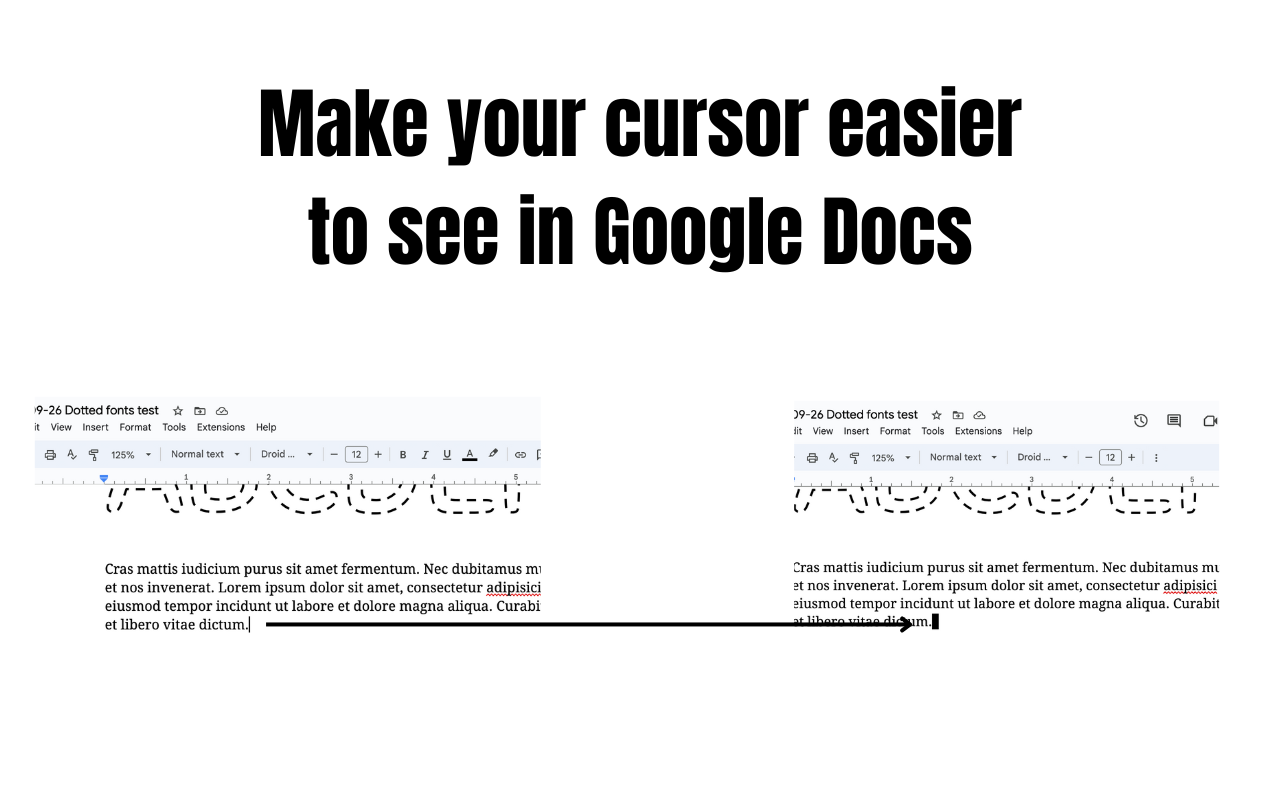 Make your cursor easier
to see in Google Docs
09-26 Dotted fonts test
View Insert Format Tools Extensions Help
125% Normal text Droid ... 12 B I U A
1 2 3 4 5
Cras mattis iudicium purus sit amet fermentum. Nec dubitamus
et nos invenerat. Lorem ipsum dolor sit amet, consectetur adipisici
eiusmod tempor incidunt ut labore et dolore magna aliqua. Curabi
et libero vitae dictum.
09-26 Dotted fonts test
View Insert Format Tools Extensions Help
125% Normal text Droid ... 12
1 2 3 4 5
Cras mattis iudicium purus sit amet fermentum. Nec dubitamus mu
et nos invenerat. Lorem ipsum dolor sit amet, consectetur adipisici
eiusmod tempor incidunt ut labore et dolore magna aliqua. Curabit
et libero vitae dictum.